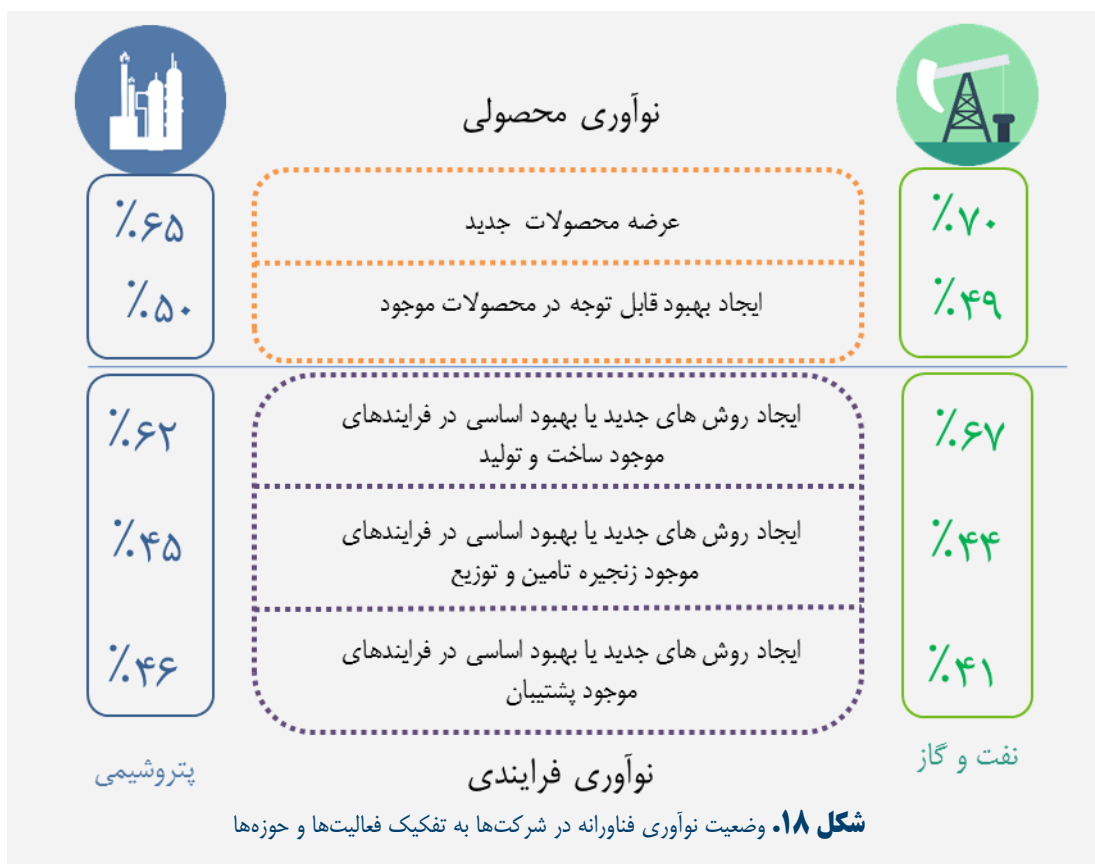 نوآوری محصولی
٪۷۰
عرضه محصولات جدید
٪۶۵
٪۴۹
ایجاد بهبود قابل توجه در محصولات موجود
٪۵۰
٪۶۷
ایجاد روش های جدید یا بهبود اساسی در فرایندهای
موجود ساخت و تولید
٪۶۲
٪۴۴
ایجاد روش های جدید یا بهبود اساسی در فرایندهای
موجود زنجیره تامین و توزیع
٪۴۵
٪۴۱
ایجاد روش های جدید یا بهبود اساسی در فرایندهای
موجود پشتیبان
٪۴۶
نفت و گاز
نوآوری فرایندی
پتروشیمی
شکل ۱۸. وضعیت نوآوری فناورانه در شرکت‌ها به تفکیک فعالیت‌ها و حوزه‌ها